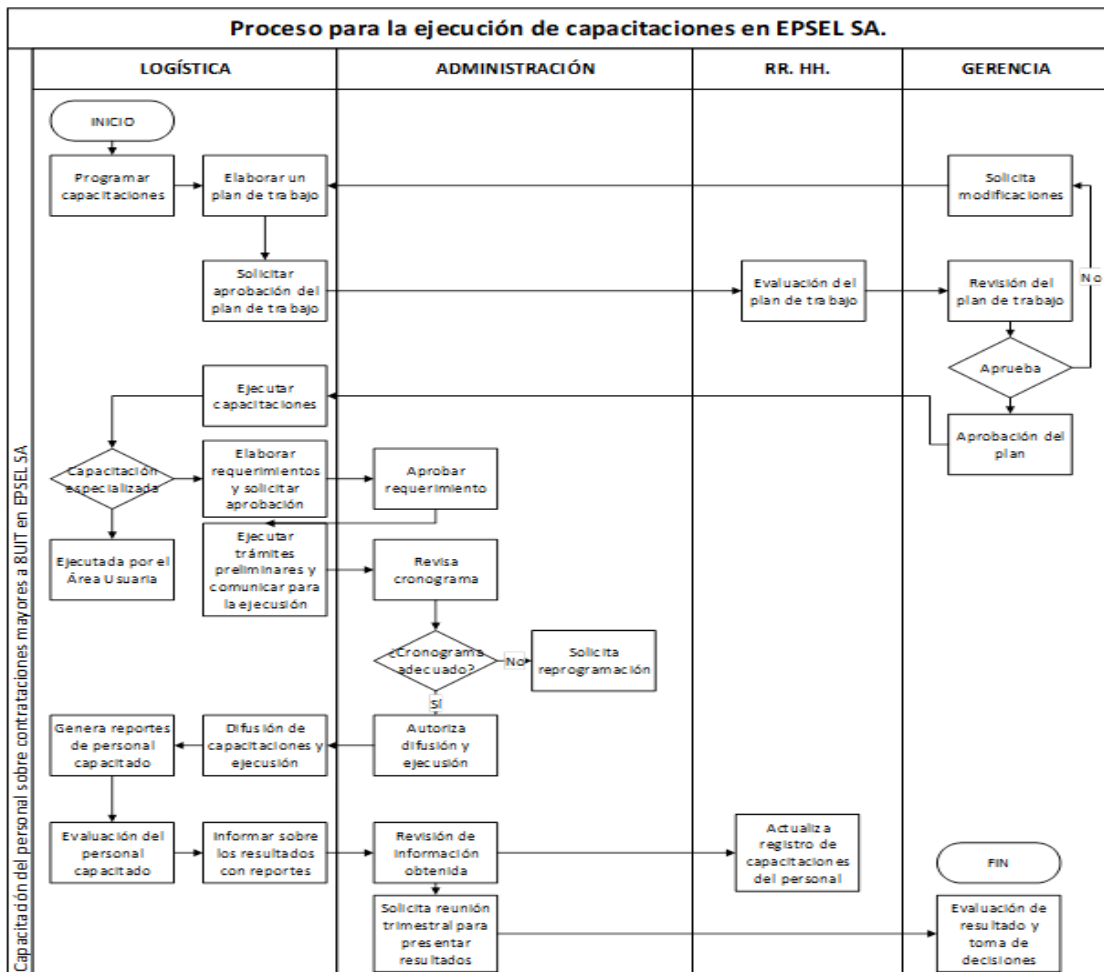 Proceso para la ejecución de capacitaciones en EPSEL SA.
LOGÍSTICA
ADMINISTRACIÓN
RR. HH.
GERENCIA
Capacitación del personal sobre contrataciones mayores a 8UIT en EPSEL SA
INICIO
Programar
capacitaciones
Elaborar un
plan de trabajo
Solicita
modificaciones
Solicitar
aprobación del
plan de trabajo
Evaluación del
plan de trabajo
Revisión del
plan de trabajo
No
Aprueba
Ejecutar
capacitaciones
Aprobación del
plan
Capacitación
especializada
Elaborar
requerimientos
y solicitar
aprobación
Aprobar
requerimiento
Ejecutada por el
Área Usuaria
Ejecutar
trámites
preliminares y
comunicar para
la ejecución
Revisa
cronograma
¿Cronograma
adecuado?
No
Solicita
reprogramación
Sí
Genera reportes
de personal
capacitado
Difusión de
capacitaciones y
ejecución
Autoriza
difusión y
ejecución
Evaluación del
personal
capacitado
Informar sobre
los resultados
con reportes
Revisión de
información
obtenida
Actualiza
registro de
capacitaciones
del personal
FIN
Solicita reunión
trimestral para
presentar
resultados
Evaluación de
resultado y
toma de
decisiones